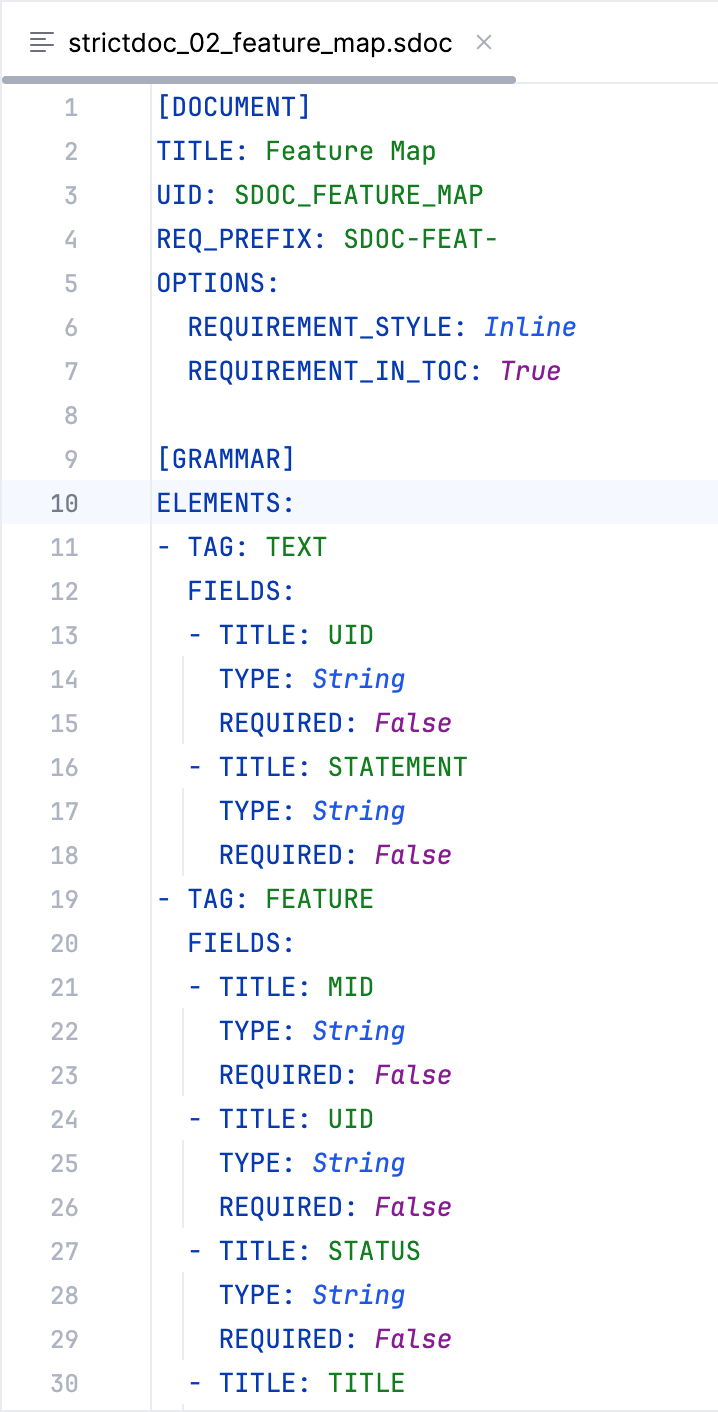 strictdoc_02_feature_map.sdoc
1 [DOCUMENT]
2 TITLE: Feature Map
3 UID: SDOC_FEATURE_MAP
4 REQ_PREFIX: SDOC-FEAT-
5 OPTIONS:
6   REQUIREMENT_STYLE: Inline
7   REQUIREMENT_IN_TOC: True
8
9 [GRAMMAR]
10 ELEMENTS:
11 - TAG: TEXT
12   FIELDS:
13   - TITLE: UID
14     TYPE: String
15     REQUIRED: False
16   - TITLE: STATEMENT
17     TYPE: String
18     REQUIRED: False
19 - TAG: FEATURE
20   FIELDS:
21   - TITLE: MID
22     TYPE: String
23     REQUIRED: False
24   - TITLE: UID
25     TYPE: String
26     REQUIRED: False
27   - TITLE: STATUS
28     TYPE: String
29     REQUIRED: False
30   - TITLE: TITLE